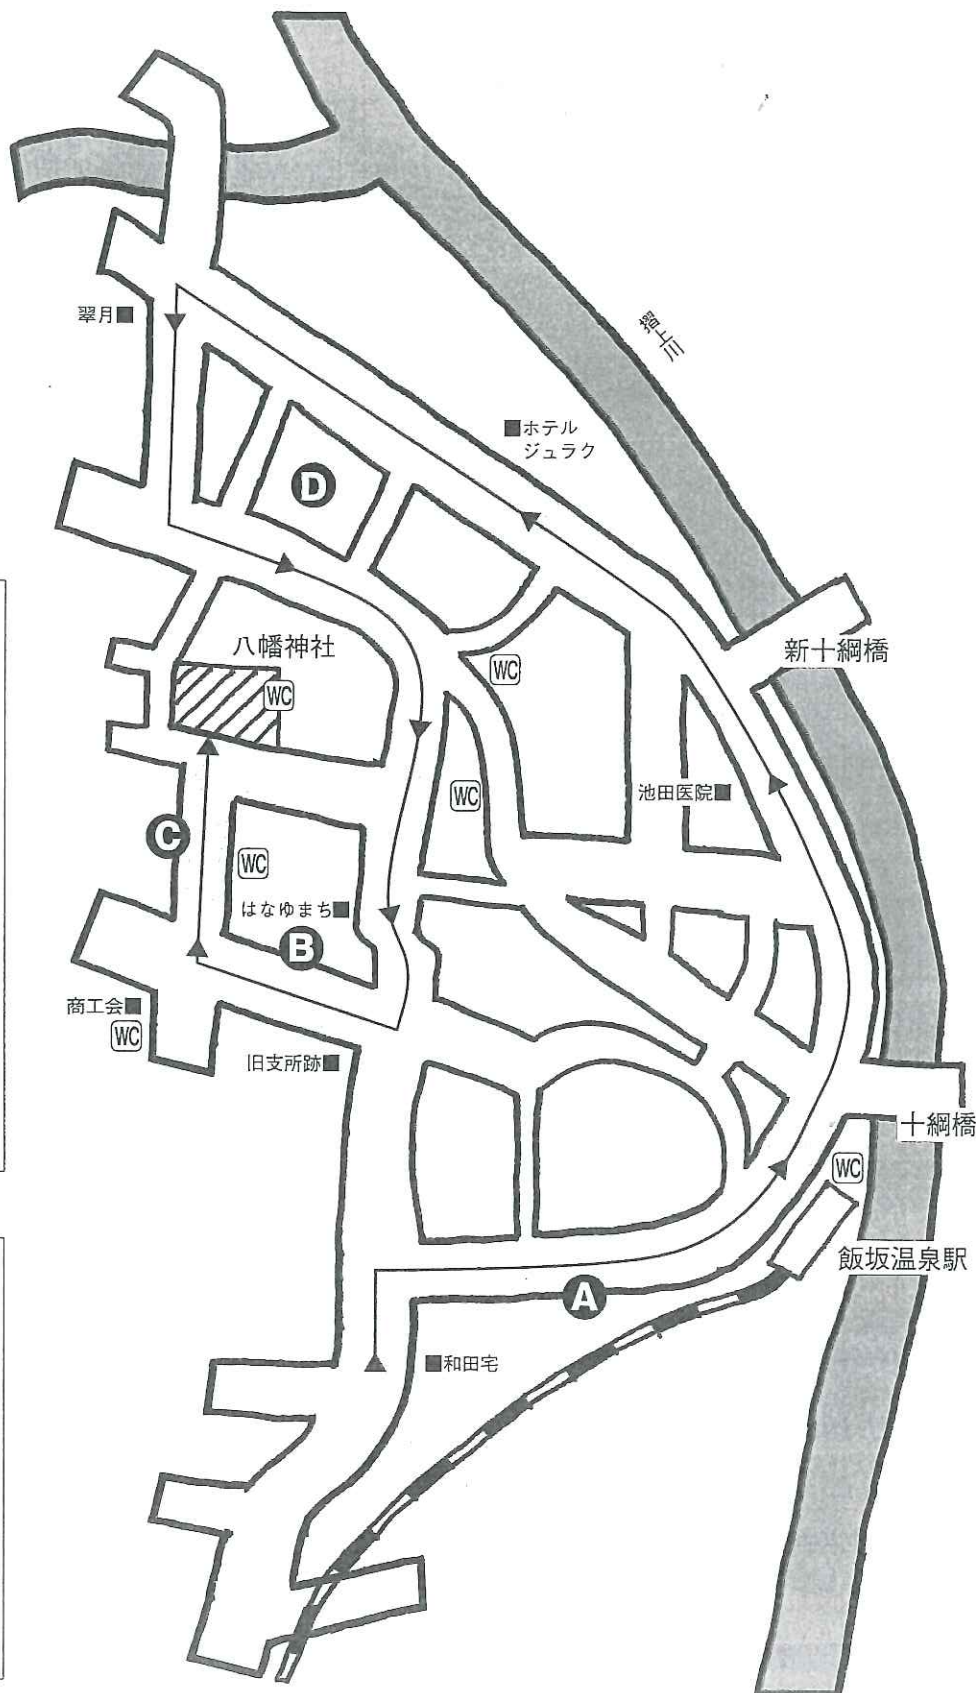 翠月■
摺上川
■ホテル
ジュラク
D
八幡神社
WC
WC
新十綱橋
WC
池田医院■
C
WC
はなゆまち■
B
商工会■
WC
旧支所跡■
十綱橋
WC
飯坂温泉駅
A
■和田宅